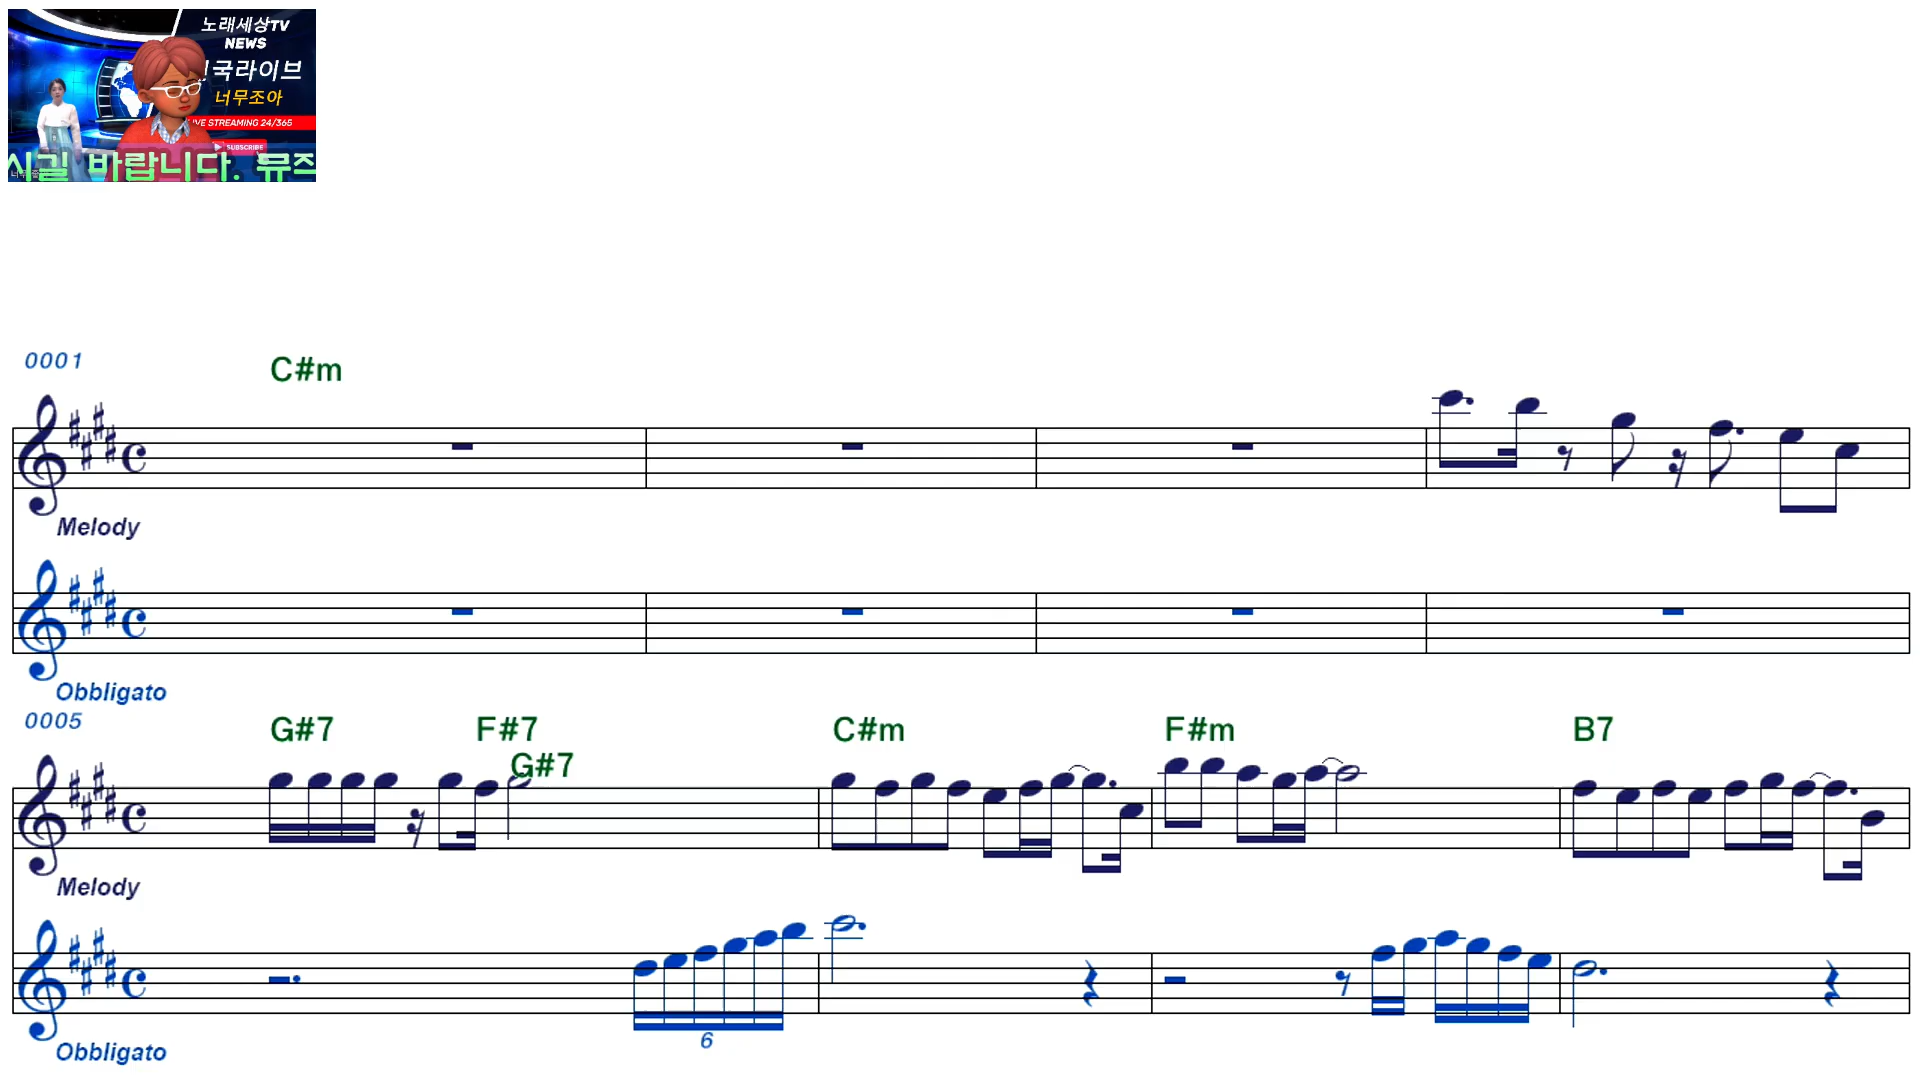 노래세상TV
NEWS
국라이브
너무조아
LIVE STREAMING 24/365
SUBSCRIBE
시길 바랍니다. 뮤즈
0001
C#m
Melody
Obbligato
0005
G#7 F#7 G#7 C#m F#m B7
Melody
6
Obbligato